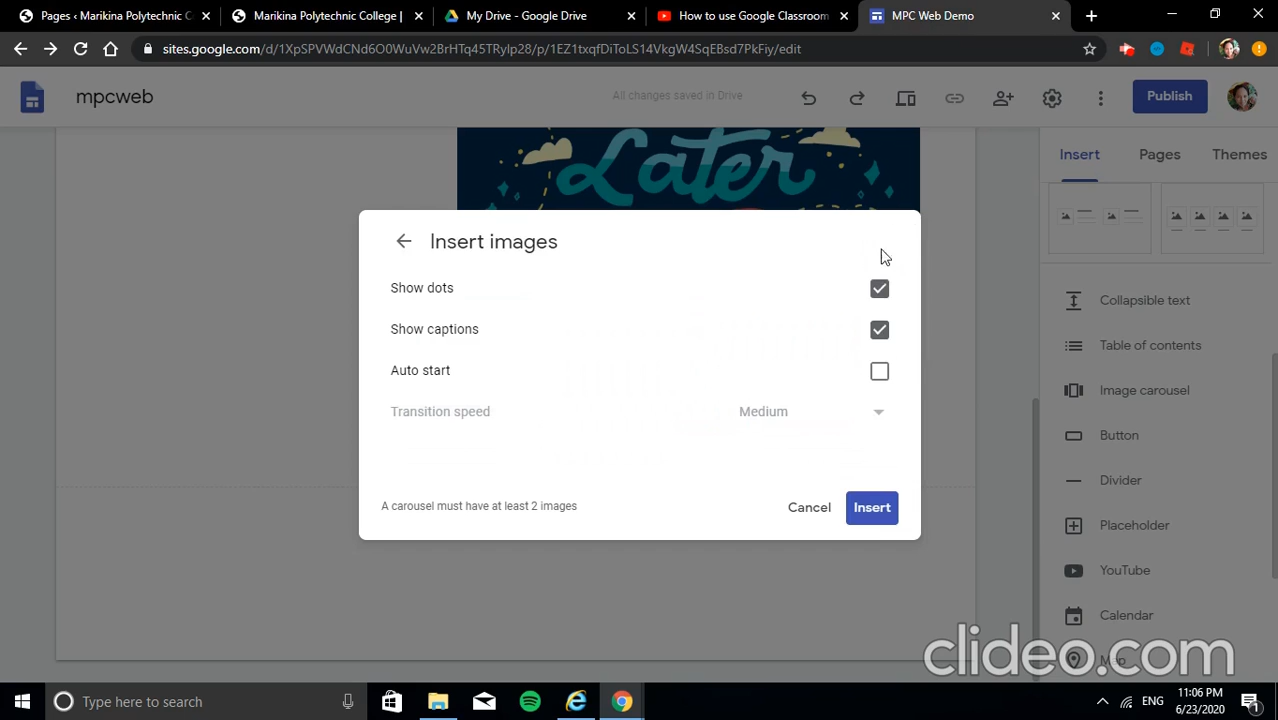 Pages ‹ Marikina Polytechnic C
Marikina Polytechnic College |
My Drive - Google Drive
How to use Google Classroom
MPC Web Demo
sites.google.com/d/1XpSPVWdCNd6O0WuVw2BrHTq45TRylp28/p/1EZ1txqfDiToLS14VkgW4SqEBsd7PkFiy/edit
mpcweb
All changes saved in Drive
Publish
Later
Insert
Pages
Themes
Insert images
Show dots
Show captions
Auto start
Transition speed
Medium
A carousel must have at least 2 images
Cancel
Insert
Collapsible text
Table of contents
Image carousel
Button
Divider
Placeholder
YouTube
Calendar
Map
clideo.com
Type here to search
ENG
11:06 PM
6/23/2020
1